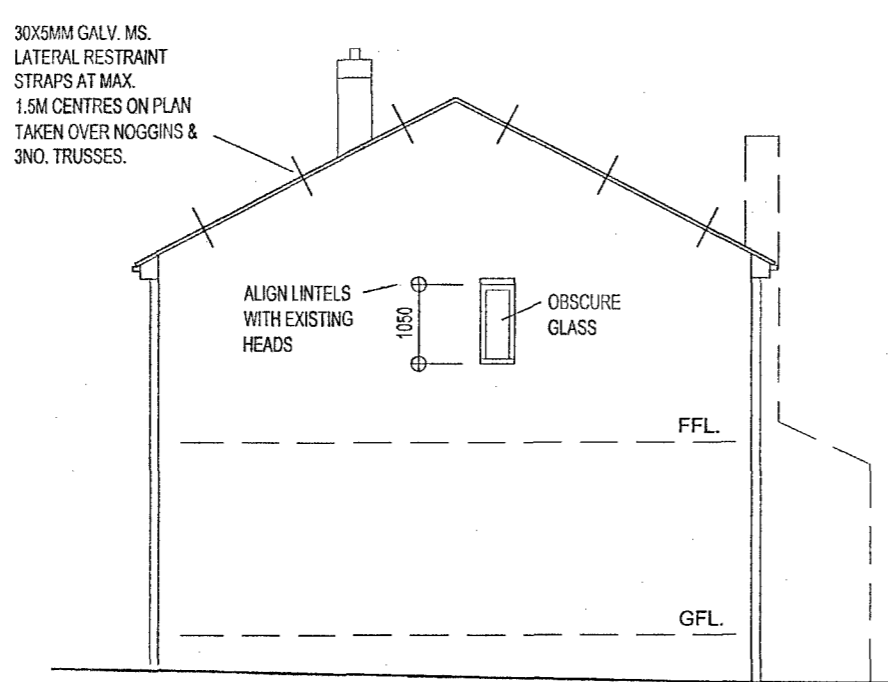 30X5MM GALV. MS.
LATERAL RESTRAINT
STRAPS AT MAX.
1.5M CENTRES ON PLAN
TAKEN OVER NOGGINS &
3NO. TRUSSES.
ALIGN LINTELS
WITH EXISTING
HEADS
1050
OBSCURE
GLASS
FFL.
GFL.